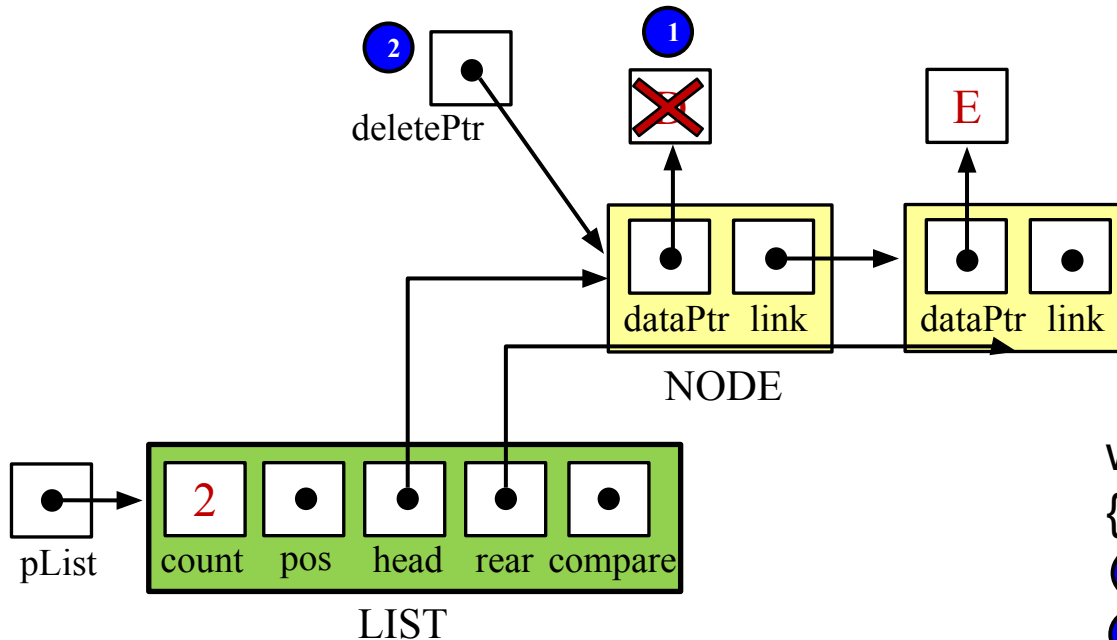 2
1
deletePtr
D
E
dataPtr link
dataPtr link
NODE
2
pList
count pos head rear compare
LIST
{